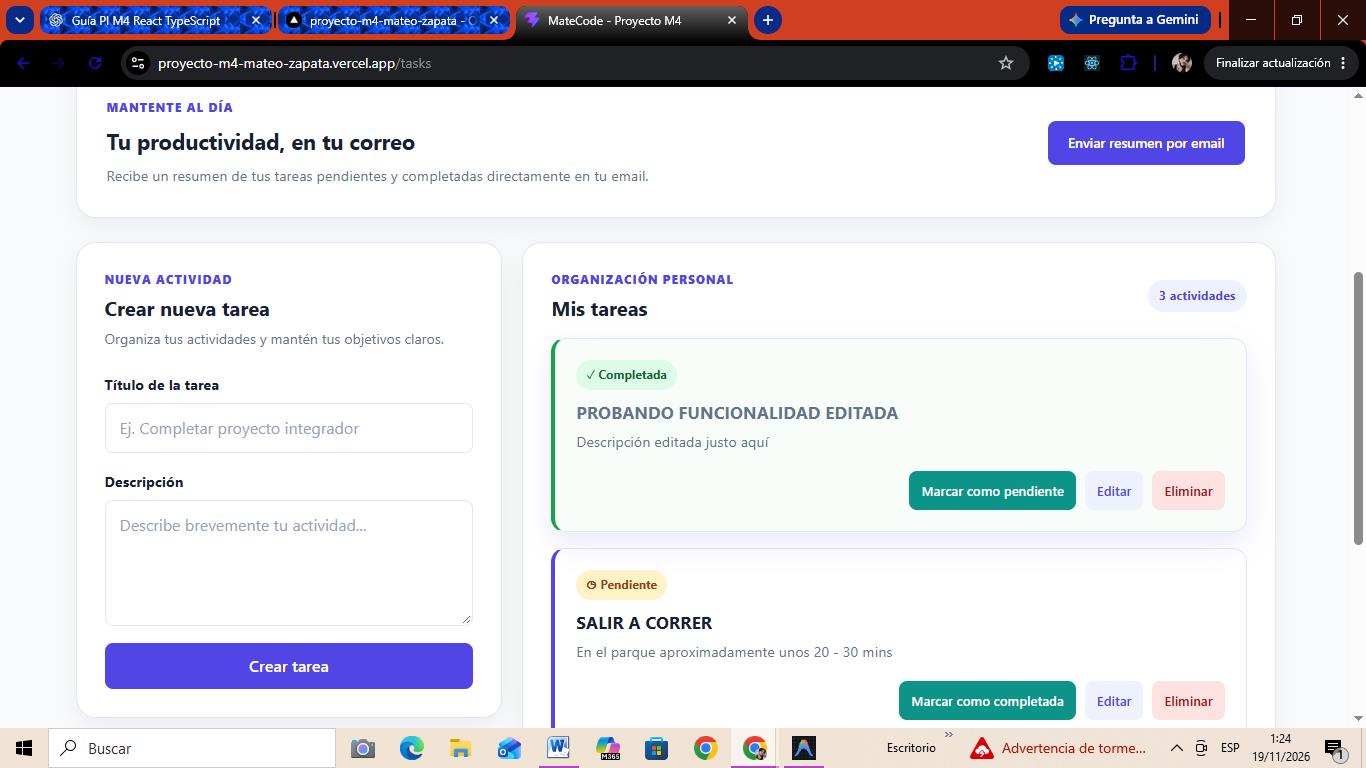 Guía PI M4 React TypeScript
proyecto-m4-mateo-zapata -
MateCode - Proyecto M4
Pregunta a Gemini
proyecto-m4-mateo-zapata.vercel.app/tasks
Finalizar actualización
MANTENTE AL DÍA
Tu productividad, en tu correo
Recibe un resumen de tus tareas pendientes y completadas directamente en tu email.
Enviar resumen por email
NUEVA ACTIVIDAD
Crear nueva tarea
Organiza tus actividades y mantén tus objetivos claros.
Título de la tarea
Ej. Completar proyecto integrador
Descripción
Describe brevemente tu actividad...
Crear tarea
ORGANIZACIÓN PERSONAL
Mis tareas
3 actividades
✓ Completada
PROBANDO FUNCIONALIDAD EDITADA
Descripción editada justo aquí
Marcar como pendiente
Editar
Eliminar
Pendiente
SALIR A CORRER
En el parque aproximadamente unos 20 - 30 mins
Marcar como completada
Editar
Eliminar
Buscar
M365
Escritorio
Advertencia de torme...
ESP
1:24
19/11/2026
1